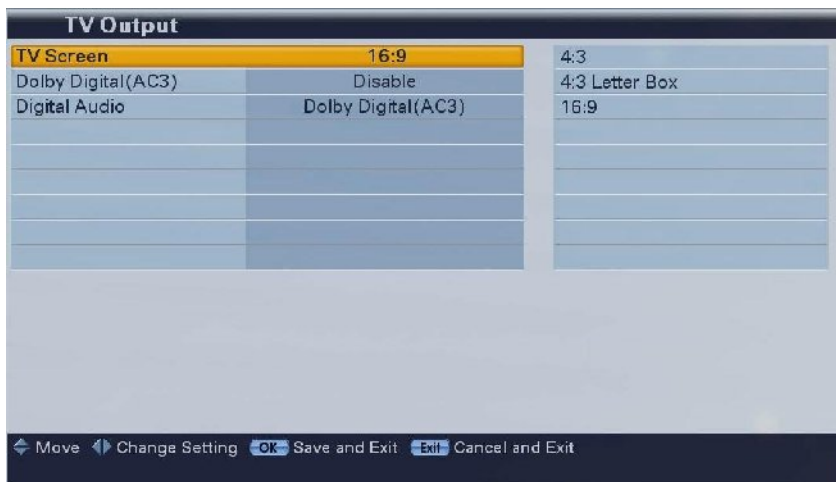 TV Output
TV Screen 16:9
Dolby Digital(AC3) Disable
Digital Audio Dolby Digital(AC3)
4:3
4:3 Letter Box
16:9
Move Change Setting OK Save and Exit Exit Cancel and Exit